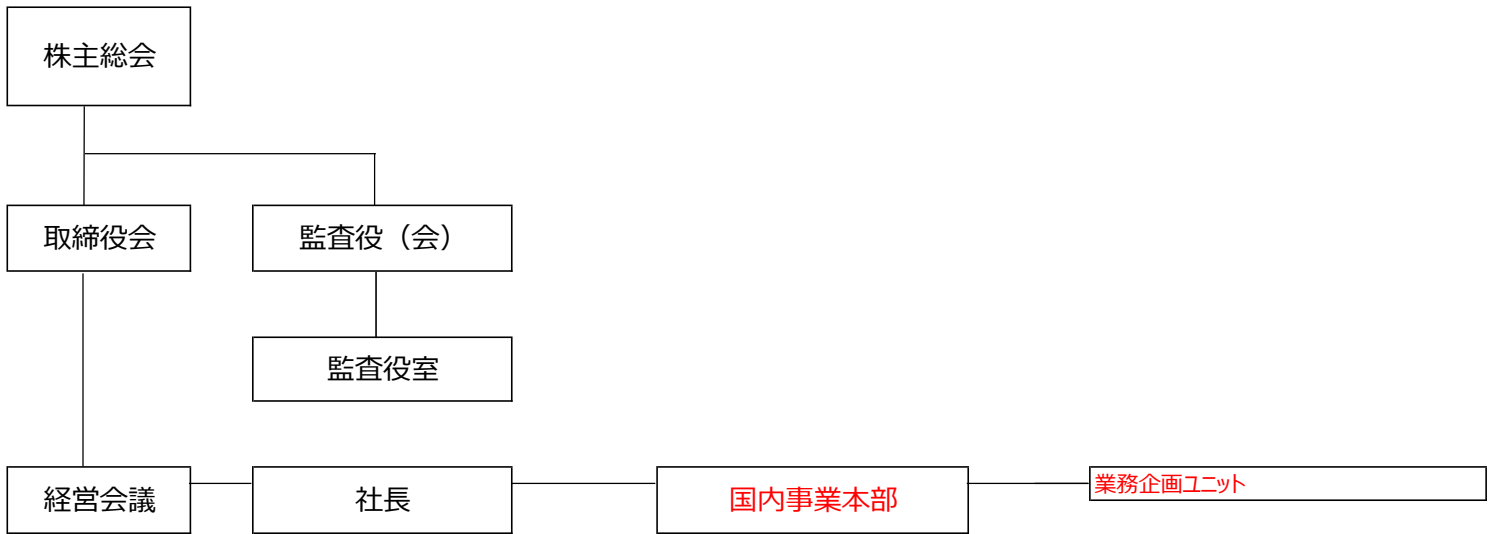 株主総会
取締役会
監査役（会）
監査役室
経営会議
社長
国内事業本部
業務企画ﾕﾆｯﾄ